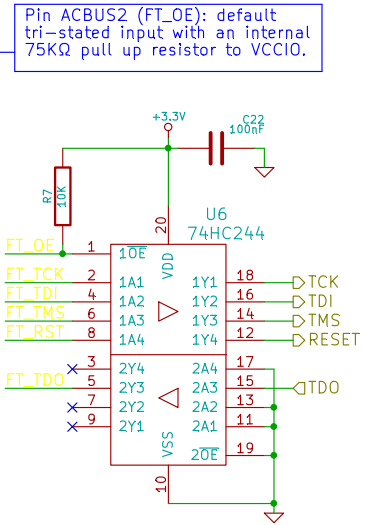 Pin ACBUS2 (FT_OE): default
tri-stated input with an internal
75KΩ pull up resistor to VCCIO.
+3.3V
C22
100nF
R7
10K
20
U6
74HC244
FT_OE 1 1OE VDD
FT_TCK 2 1A1 1Y1 18 TCK
FT_TDI 4 1A2 1Y2 16 TDI
FT_TMS 6 1A3 1Y3 14 TMS
FT_RST 8 1A4 1Y4 12 RESET
3 2Y4 2A4 17
FT_TDO 5 2Y3 2A3 15 TDO
7 2Y2 2A2 13
9 2Y1 2A1 11
VSS 2OE 19
10